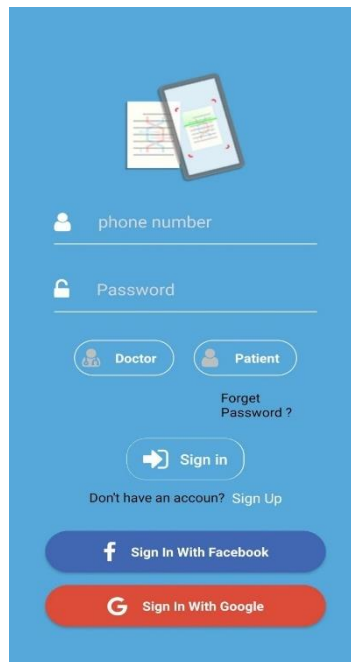 phone number
Password
Doctor
Patient
Forget
Password ?
Sign in
Don't have an accoun? Sign Up
Sign In With Facebook
Sign In With Google